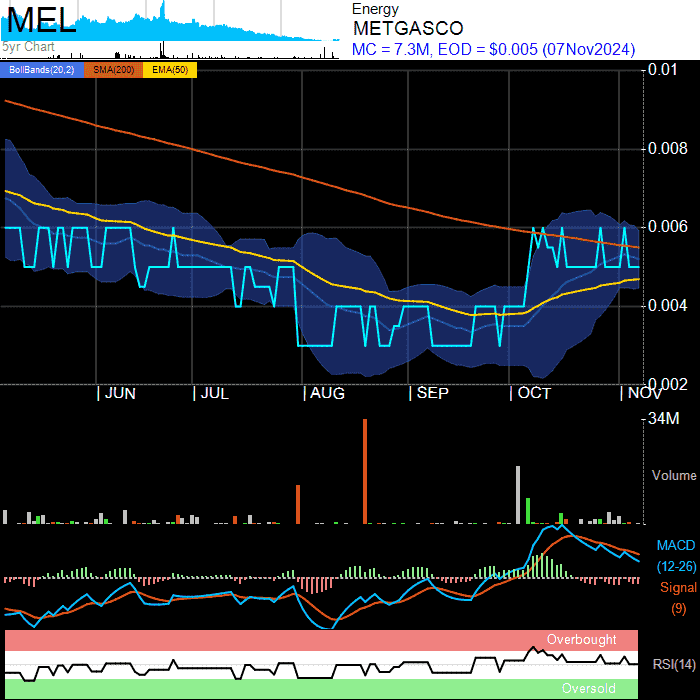 MEL
5yr Chart
Energy
METGASCO
MC = 7.3M, EOD = $0.005 (07Nov2024)
BollBands(20,2) SMA(200) EMA(50)
0.01
0.008
0.006
0.004
0.002
JUN JUL AUG SEP OCT NOV
34M
Volume
MACD
(12-26)
Signal
(9)
Overbought
RSI(14)
Oversold